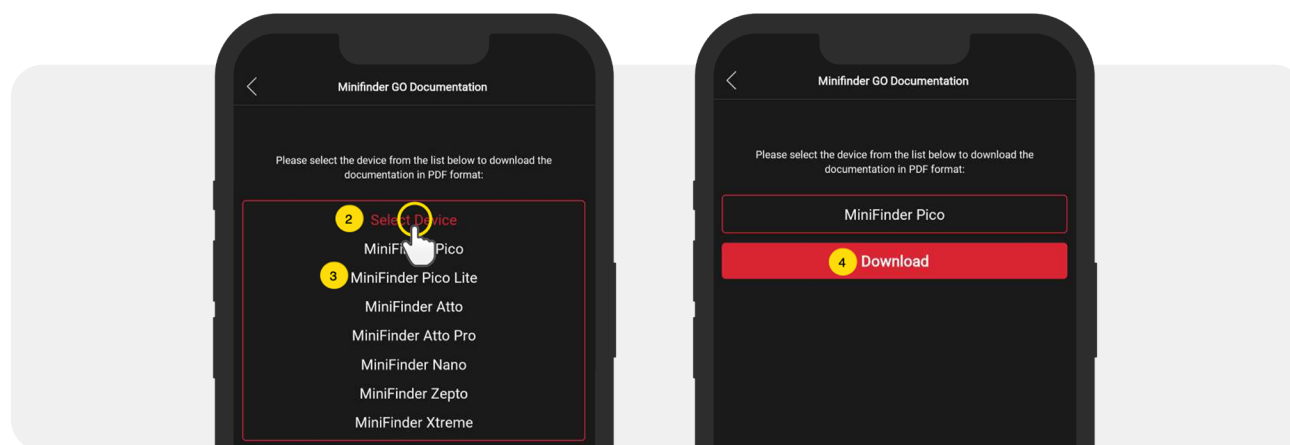 Minifinder GO Documentation
Please select the device from the list below to download the
documentation in PDF format:
2 Select Device
MiniFinder Pico
3 MiniFinder Pico Lite
MiniFinder Atto
MiniFinder Atto Pro
MiniFinder Nano
MiniFinder Zepto
MiniFinder Xtreme
Minifinder GO Documentation
Please select the device from the list below to download the
documentation in PDF format:
MiniFinder Pico
4 Download